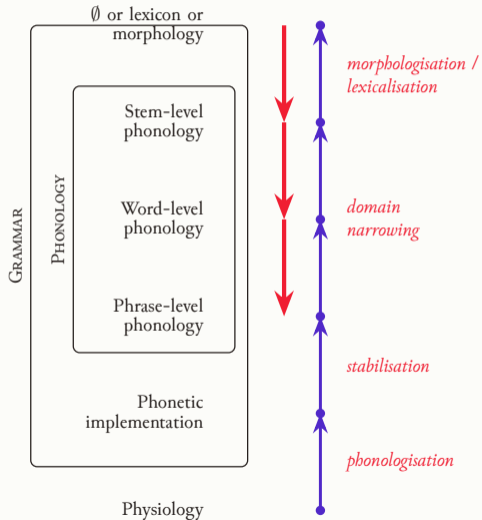 ∅ or lexicon or
morphology
morphologisation /
lexicalisation
Stem-level
phonology
GRAMMAR
PHONOLOGY
Word-level
phonology
domain
narrowing
Phrase-level
phonology
stabilisation
Phonetic
implementation
phonologisation
Physiology